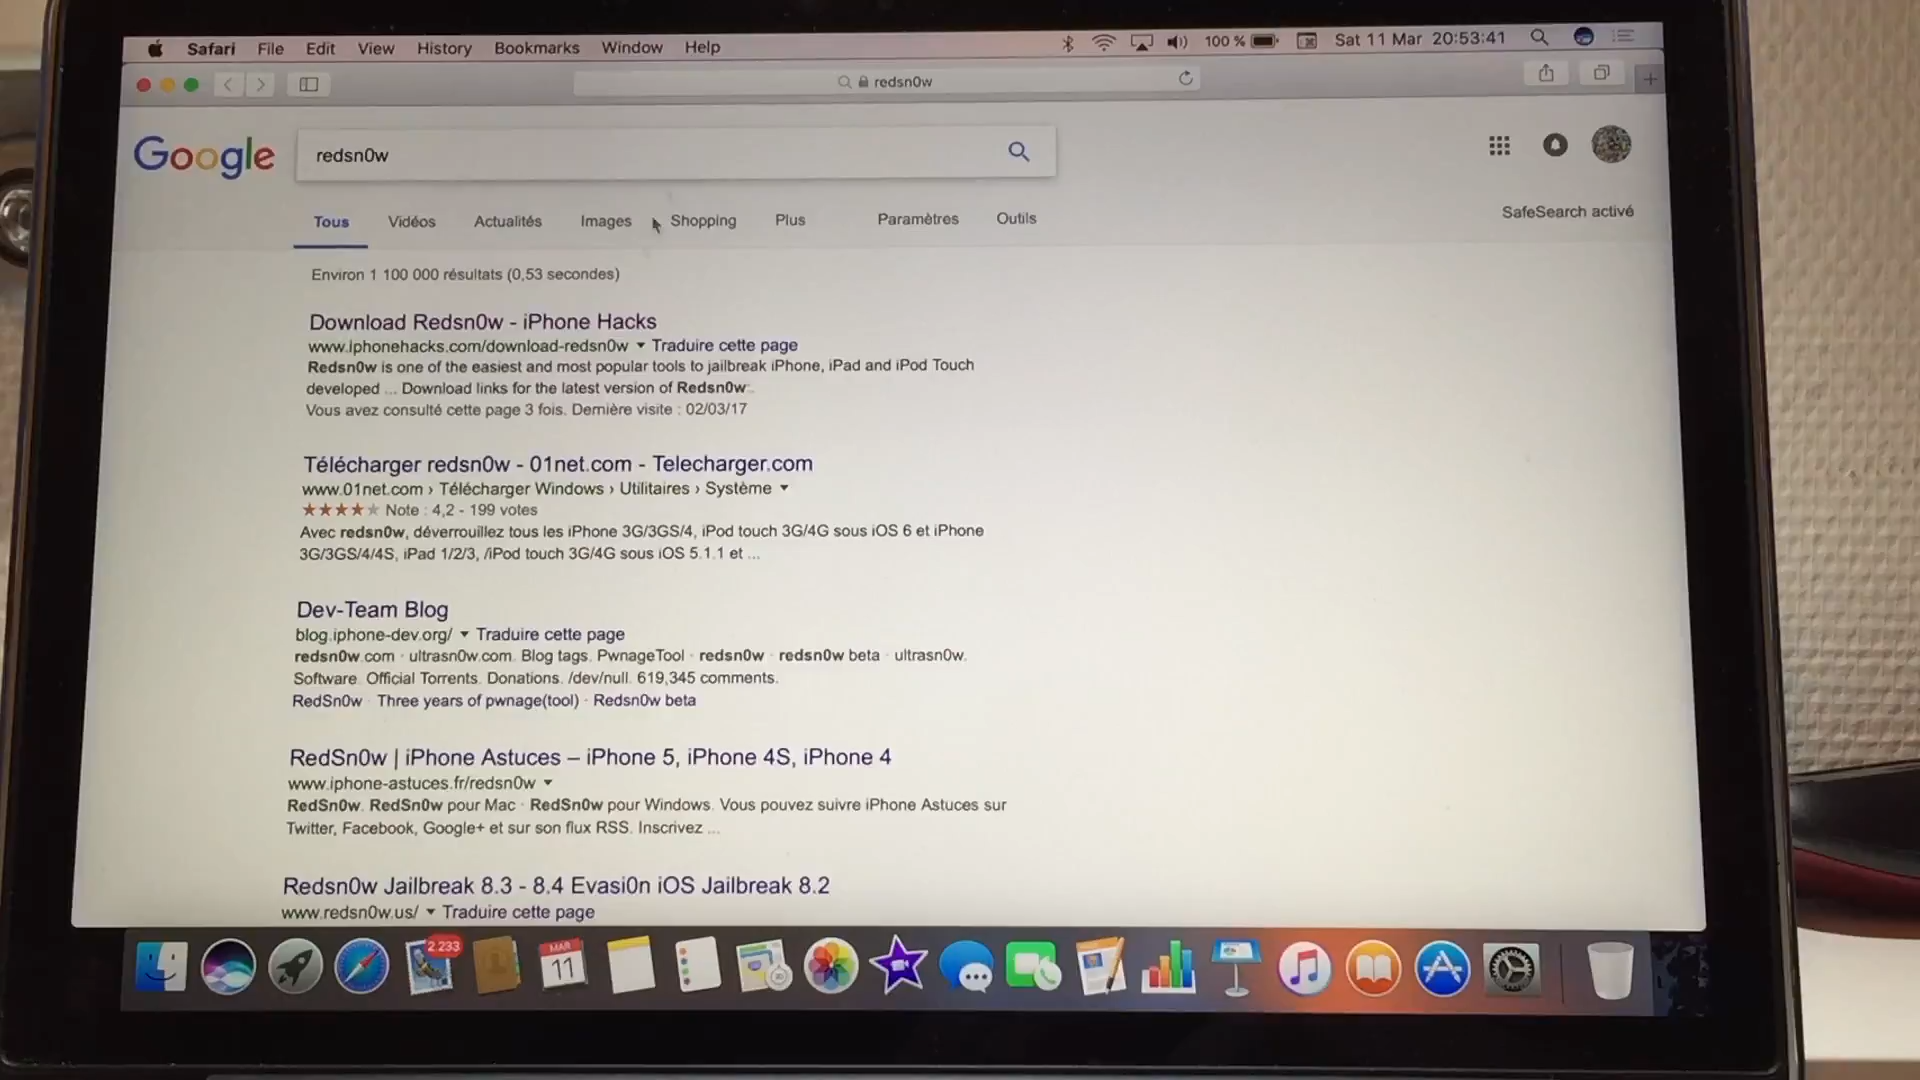 Safari File Edit View History Bookmarks Window Help 100 % Sat 11 Mar 20:53:41
redsn0w
Google redsn0w
Tous Vidéos Actualités Images Shopping Plus Paramètres Outils SafeSearch activé
Environ 1 100 000 résultats (0,53 secondes)
Download Redsn0w - iPhone Hacks
www.iphonehacks.com/download-redsn0w ▼ Traduire cette page
Redsn0w is one of the easiest and most popular tools to jailbreak iPhone, iPad and iPod Touch
developed ... Download links for the latest version of Redsn0w.
Vous avez consulté cette page 3 fois. Dernière visite : 02/03/17
Télécharger redsn0w - 01net.com - Telecharger.com
www.01net.com › Télécharger Windows › Utilitaires › Système ▼
★★★★★ Note : 4,2 - 199 votes
Avec redsn0w, déverrouillez tous les iPhone 3G/3GS/4, iPod touch 3G/4G sous iOS 6 et iPhone
3G/3GS/4/4S, iPad 1/2/3, /iPod touch 3G/4G sous iOS 5.1.1 et ...
Dev-Team Blog
blog.iphone-dev.org/ ▼ Traduire cette page
redsn0w.com · ultrasn0w.com. Blog tags. PwnageTool · redsn0w · redsn0w beta · ultrasn0w.
Software. Official Torrents. Donations. /dev/null. 619,345 comments.
RedSn0w · Three years of pwnage(tool) · Redsn0w beta
RedSn0w | iPhone Astuces – iPhone 5, iPhone 4S, iPhone 4
www.iphone-astuces.fr/redsn0w ▼
RedSn0w. RedSn0w pour Mac · RedSn0w pour Windows. Vous pouvez suivre iPhone Astuces sur
Twitter, Facebook, Google+ et sur son flux RSS. Inscrivez ...
Redsn0w Jailbreak 8.3 - 8.4 Evasi0n iOS Jailbreak 8.2
www.redsn0w.us/ ▼ Traduire cette page
2 233
MAR
11